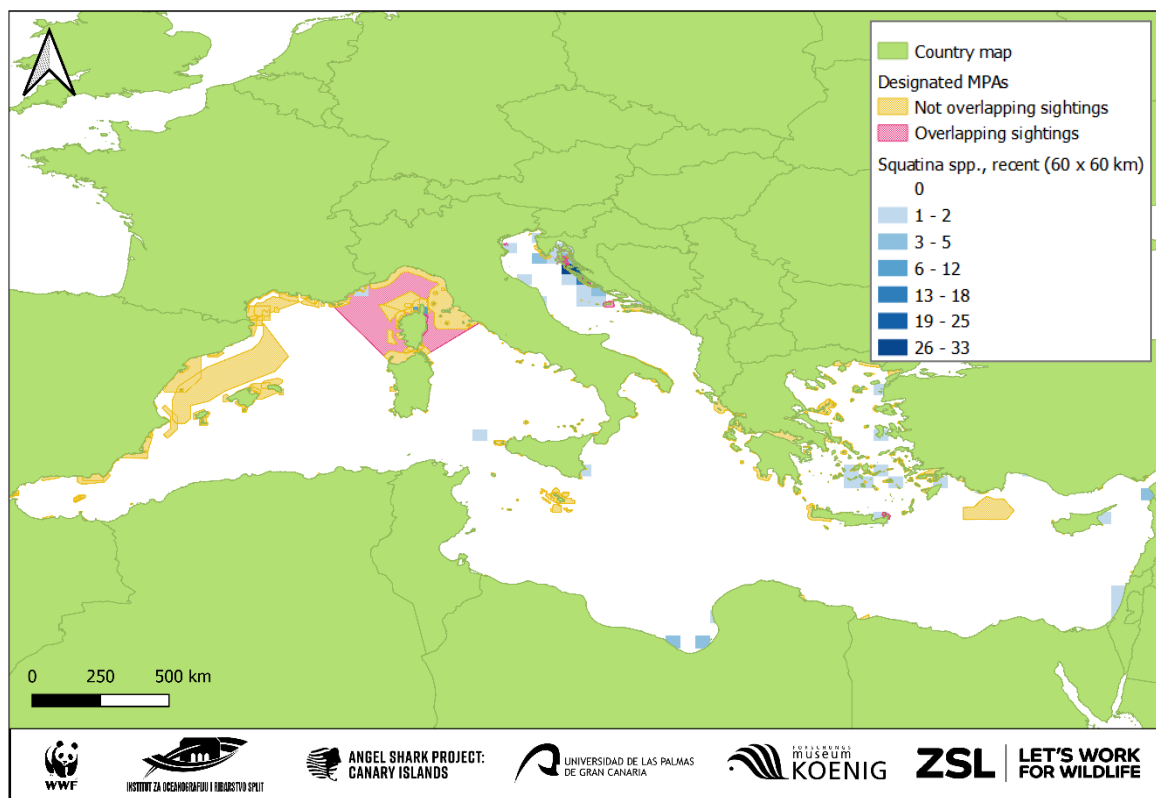 Country map
Designated MPAs
Not overlapping sightings
Overlapping sightings
Squatina spp., recent (60 x 60 km)
0
1 - 2
3 - 5
6 - 12
13 - 18
19 - 25
26 - 33
0 250 500 km
WWF
INSTITUT ZA OCEANOGRAFIJU I RIBARSTVO SPLIT
ANGEL SHARK PROJECT:
CANARY ISLANDS
UNIVERSIDAD DE LAS PALMAS
DE GRAN CANARIA
FORSCHUNGS
museum
KOENIG
ZSL
LET'S WORK
FOR WILDLIFE